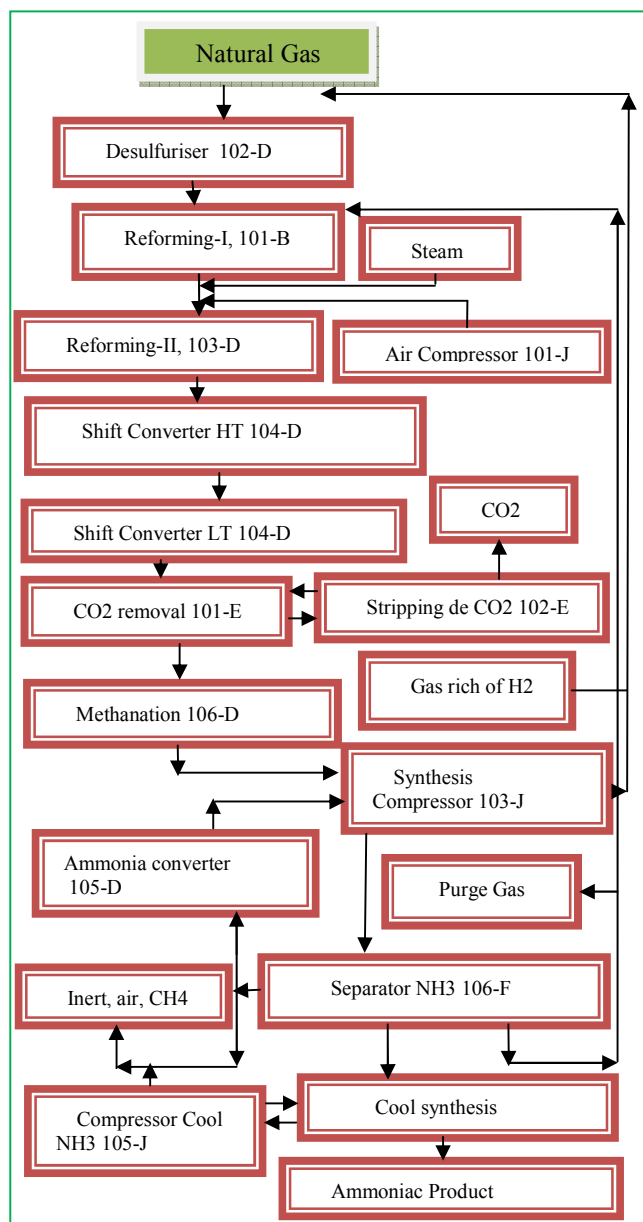 Natural Gas
Desulfuriser 102-D
Reforming-I, 101-B
Steam
Reforming-II, 103-D
Air Compressor 101-J
Shift Converter HT 104-D
CO2
Shift Converter LT 104-D
CO2 removal 101-E
Stripping de CO2 102-E
Gas rich of H2
Methanation 106-D
Synthesis
Compressor 103-J
Ammonia converter
105-D
Purge Gas
Inert, air, CH4
Separator NH3 106-F
Compressor Cool
NH3 105-J
Cool synthesis
Ammoniac Product